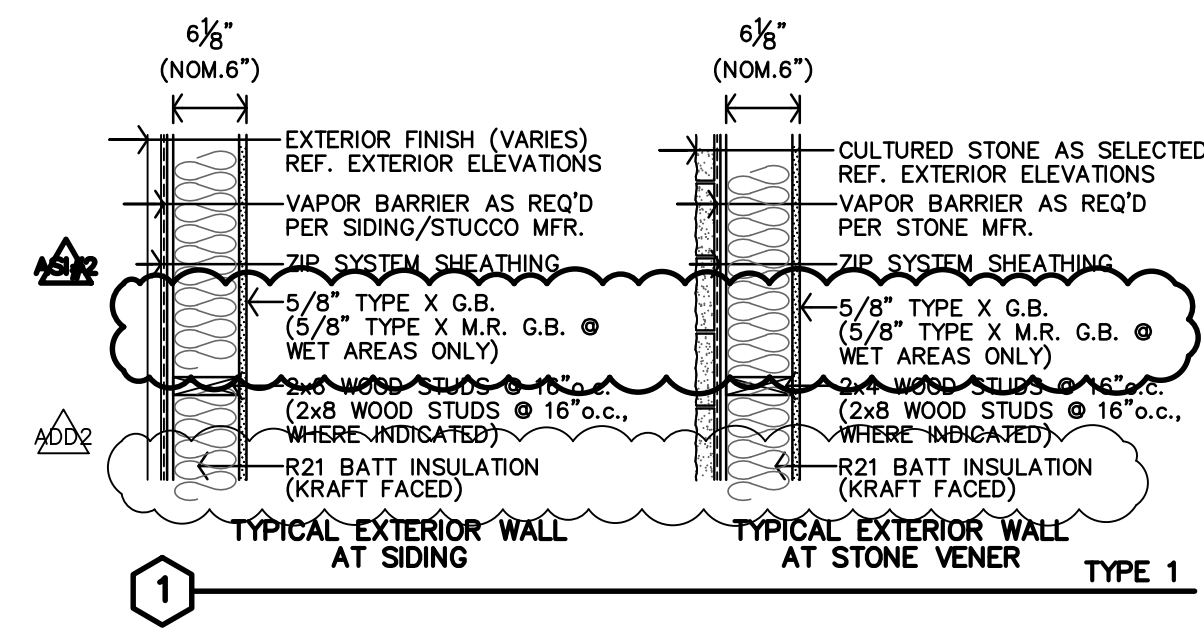 6 1/8"
(NOM.6")
EXTERIOR FINISH (VARIES)
REF. EXTERIOR ELEVATIONS
VAPOR BARRIER AS REQ'D
PER SIDING/STUCCO MFR.
ZIP SYSTEM SHEATHING
5/8" TYPE X G.B.
(5/8" TYPE X M.R. G.B. @
WET AREAS ONLY)
2x6 WOOD STUDS @ 16"o.c.
(2x8 WOOD STUDS @ 16"o.c.,
WHERE INDICATED)
R21 BATT INSULATION
(KRAFT FACED)
TYPICAL EXTERIOR WALL
AT SIDING
6 1/8"
(NOM.6")
CULTURED STONE AS SELECTED
REF. EXTERIOR ELEVATIONS
VAPOR BARRIER AS REQ'D
PER STONE MFR.
ZIP SYSTEM SHEATHING
5/8" TYPE X G.B.
(5/8" TYPE X M.R. G.B. @
WET AREAS ONLY)
2x4 WOOD STUDS @ 16"o.c.
(2x8 WOOD STUDS @ 16"o.c.,
WHERE INDICATED)
R21 BATT INSULATION
(KRAFT FACED)
TYPICAL EXTERIOR WALL
AT STONE VENER
ADD2
1
TYPE 1